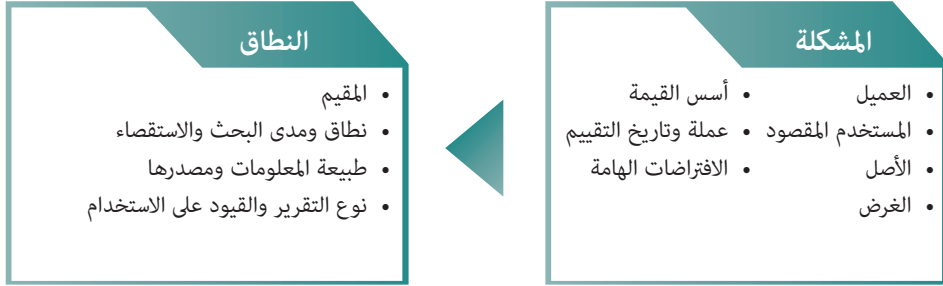 المشكلة
• العميل
• المستخدم المقصود
• الأصل
• الغرض
• أسس القيمة
• عملة وتاريخ التقييم
• الافتراضات الهامة
النطاق
• المقيم
• نطاق ومدى البحث والاستقصاء
• طبيعة المعلومات ومصدرها
• نوع التقرير والقيود على الاستخدام